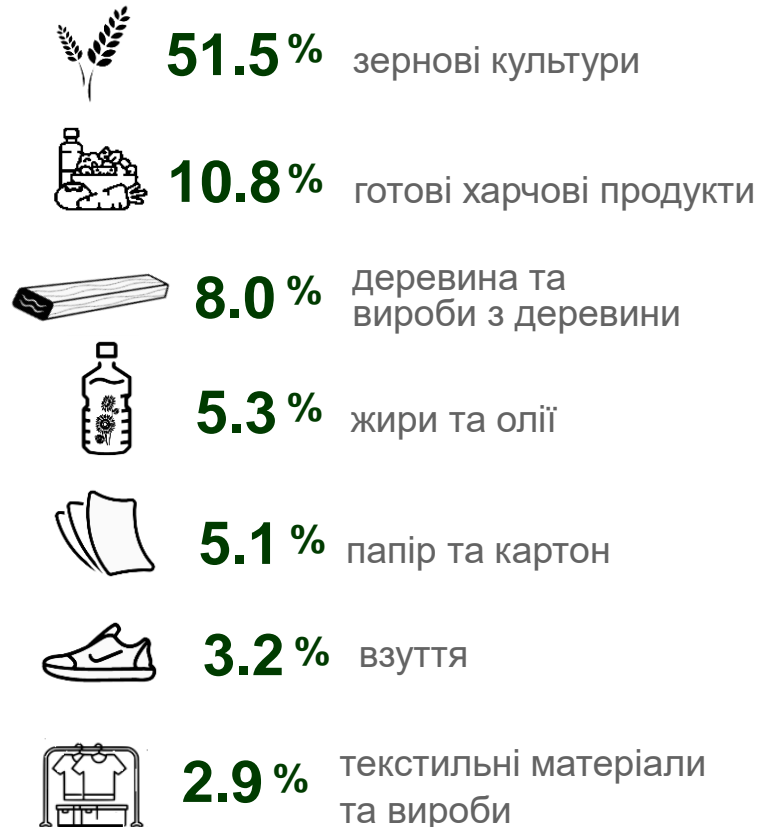 51.5% зернові культури
10.8% готові харчові продукти
8.0% деревина та
вироби з деревини
5.3% жири та олії
5.1% папір та картон
3.2% взуття
2.9% текстильні матеріали
та вироби